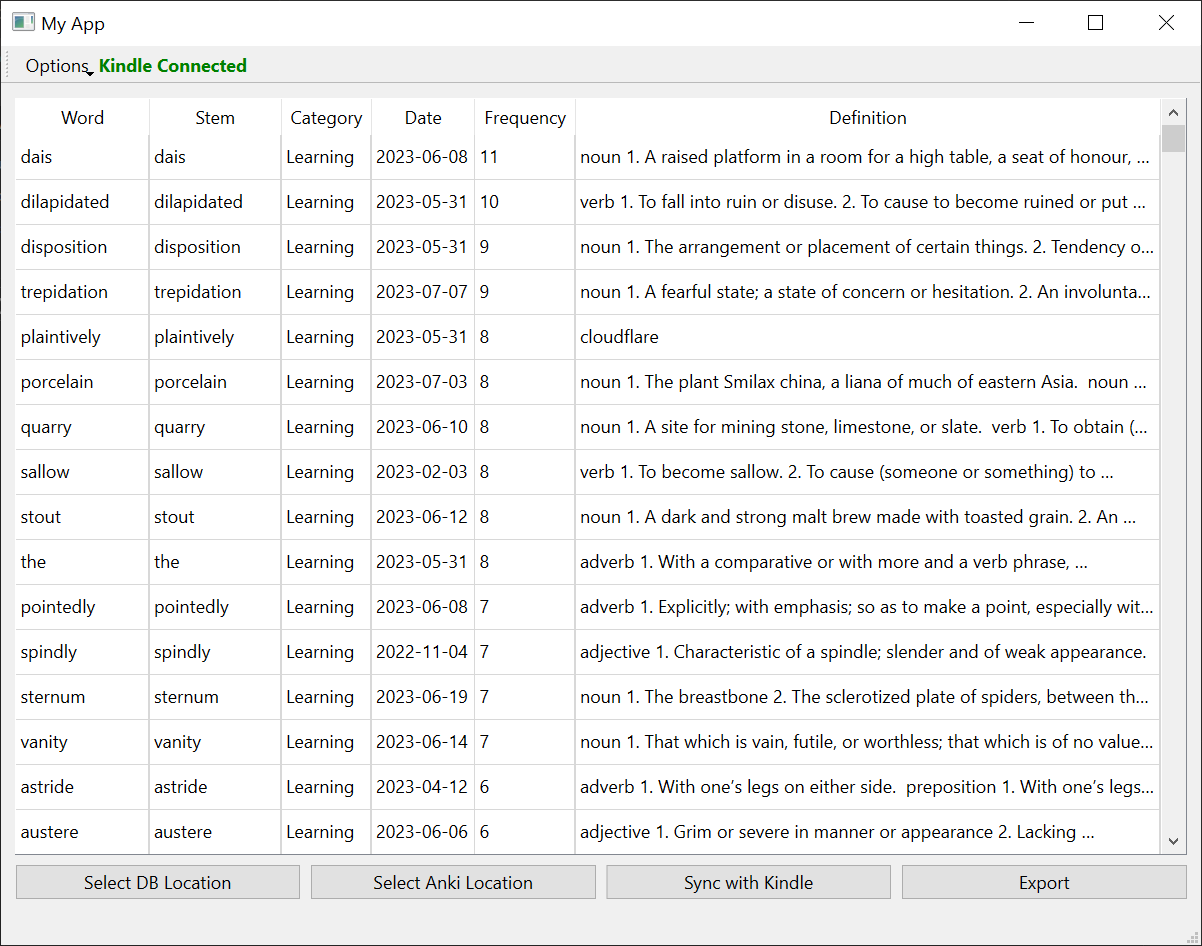 My App
Options Kindle Connected
Word Stem Category Date Frequency Definition
dais dais Learning 2023-06-08 11 noun 1. A raised platform in a room for a high table, a seat of honour, ...
dilapidated dilapidated Learning 2023-05-31 10 verb 1. To fall into ruin or disuse. 2. To cause to become ruined or put ...
disposition disposition Learning 2023-05-31 9 noun 1. The arrangement or placement of certain things. 2. Tendency o...
trepidation trepidation Learning 2023-07-07 9 noun 1. A fearful state; a state of concern or hesitation. 2. An involunta...
plaintively plaintively Learning 2023-05-31 8 cloudflare
porcelain porcelain Learning 2023-07-03 8 noun 1. The plant Smilax china, a liana of much of eastern Asia.  noun ...
quarry quarry Learning 2023-06-10 8 noun 1. A site for mining stone, limestone, or slate.  verb 1. To obtain (...
sallow sallow Learning 2023-02-03 8 verb 1. To become sallow. 2. To cause (someone or something) to ...
stout stout Learning 2023-06-12 8 noun 1. A dark and strong malt brew made with toasted grain. 2. An ...
the the Learning 2023-05-31 8 adverb 1. With a comparative or with more and a verb phrase, ...
pointedly pointedly Learning 2023-06-08 7 adverb 1. Explicitly; with emphasis; so as to make a point, especially wit...
spindly spindly Learning 2022-11-04 7 adjective 1. Characteristic of a spindle; slender and of weak appearance.
sternum sternum Learning 2023-06-19 7 noun 1. The breastbone 2. The sclerotized plate of spiders, between th...
vanity vanity Learning 2023-06-14 7 noun 1. That which is vain, futile, or worthless; that which is of no value...
astride astride Learning 2023-04-12 6 adverb 1. With one’s legs on either side.  preposition 1. With one’s legs...
austere austere Learning 2023-06-06 6 adjective 1. Grim or severe in manner or appearance 2. Lacking ...
Select DB Location Select Anki Location Sync with Kindle Export